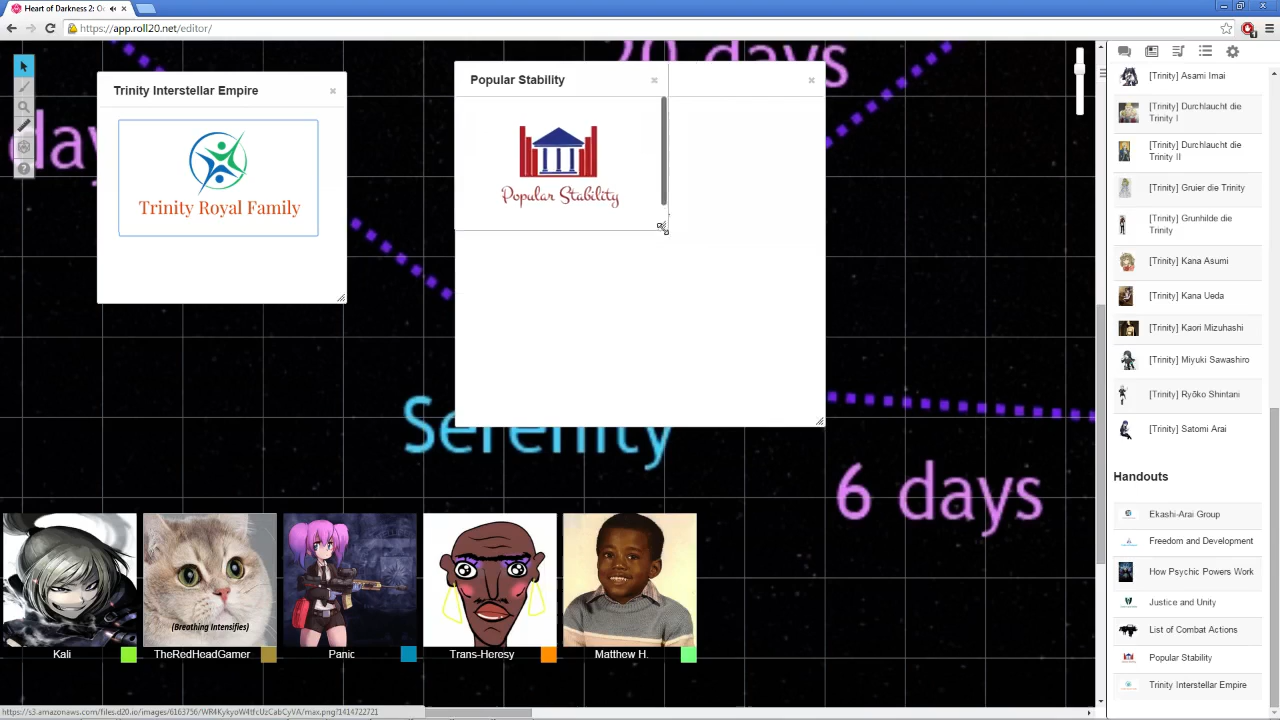 Heart of Darkness 2: Oc
https://app.roll20.net/editor/
20 days
day
Trinity Interstellar Empire
Trinity Royal Family
Popular Stability
Popular Stability
Serenity
6 days
(Breathing Intensifies)
Kali
TheRedHeadGamer
Panic
Trans-Heresy
Matthew H.
[Trinity] Asami Imai
[Trinity] Durchlaucht die
Trinity I
[Trinity] Durchlaucht die
Trinity II
[Trinity] Gruier die Trinity
[Trinity] Grunhilde die
Trinity
[Trinity] Kana Asumi
[Trinity] Kana Ueda
[Trinity] Kaori Mizuhashi
[Trinity] Miyuki Sawashiro
[Trinity] Ryōko Shintani
[Trinity] Satomi Arai
Handouts
Ekashi-Arai Group
Freedom and Development
How Psychic Powers Work
Justice and Unity
List of Combat Actions
Popular Stability
Trinity Interstellar Empire